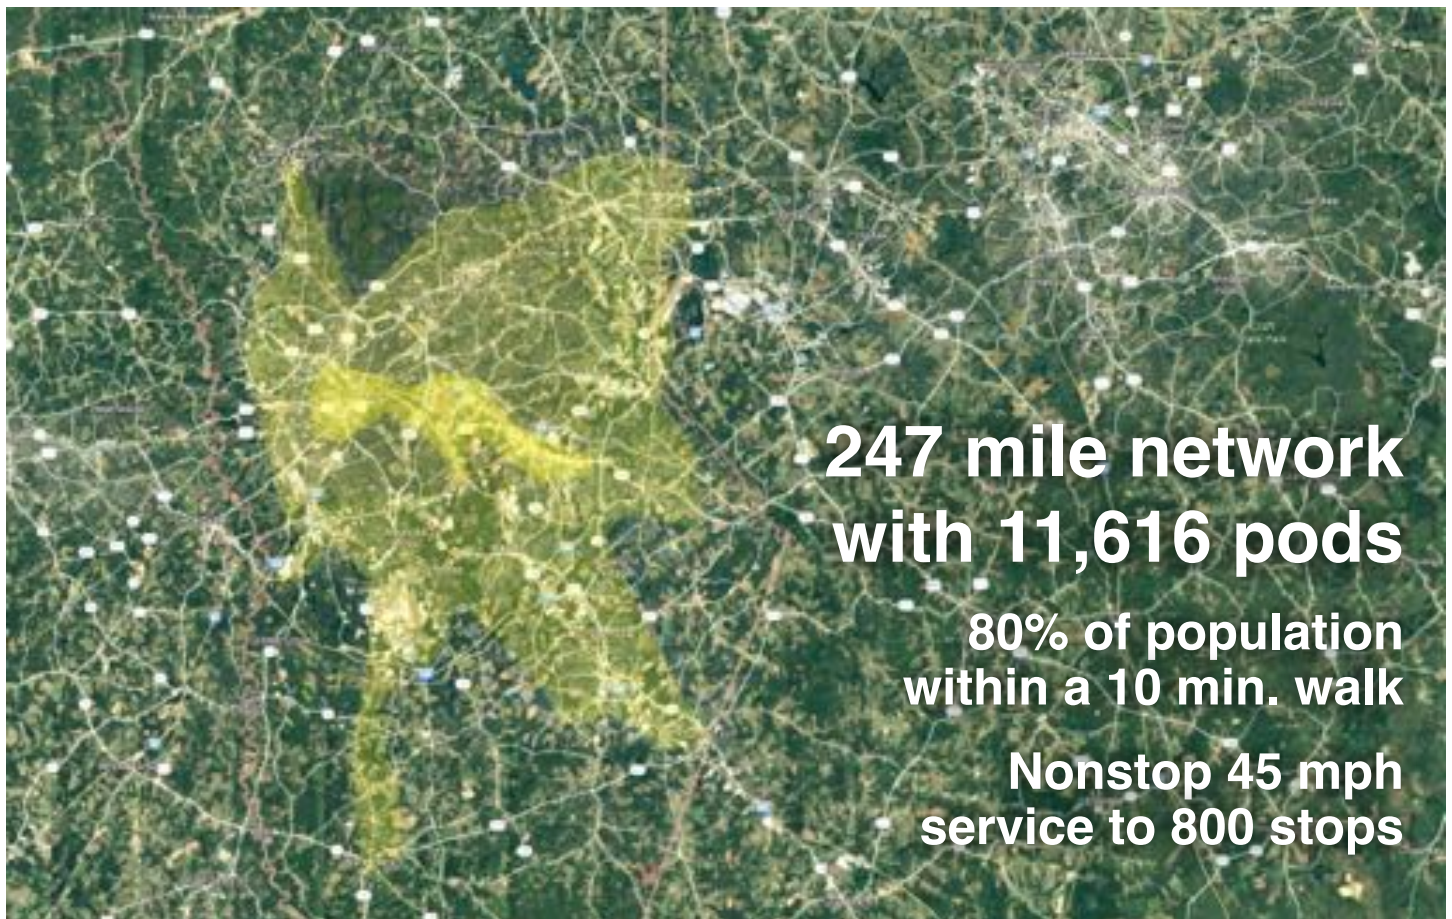 247 mile network
with 11,616 pods
80% of population
within a 10 min. walk
Nonstop 45 mph
service to 800 stops